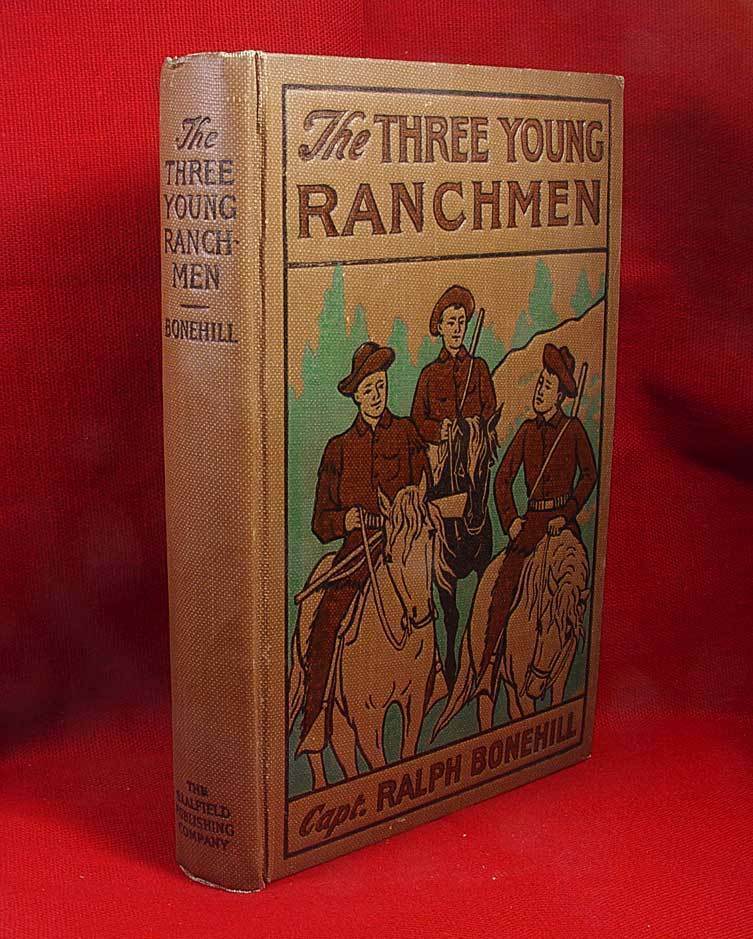 The
THREE
YOUNG
RANCH-
MEN
BONEHILL
THE
SAALFIELD
PUBLISHING
COMPANY
The THREE YOUNG
RANCHMEN
Capt. RALPH BONEHILL